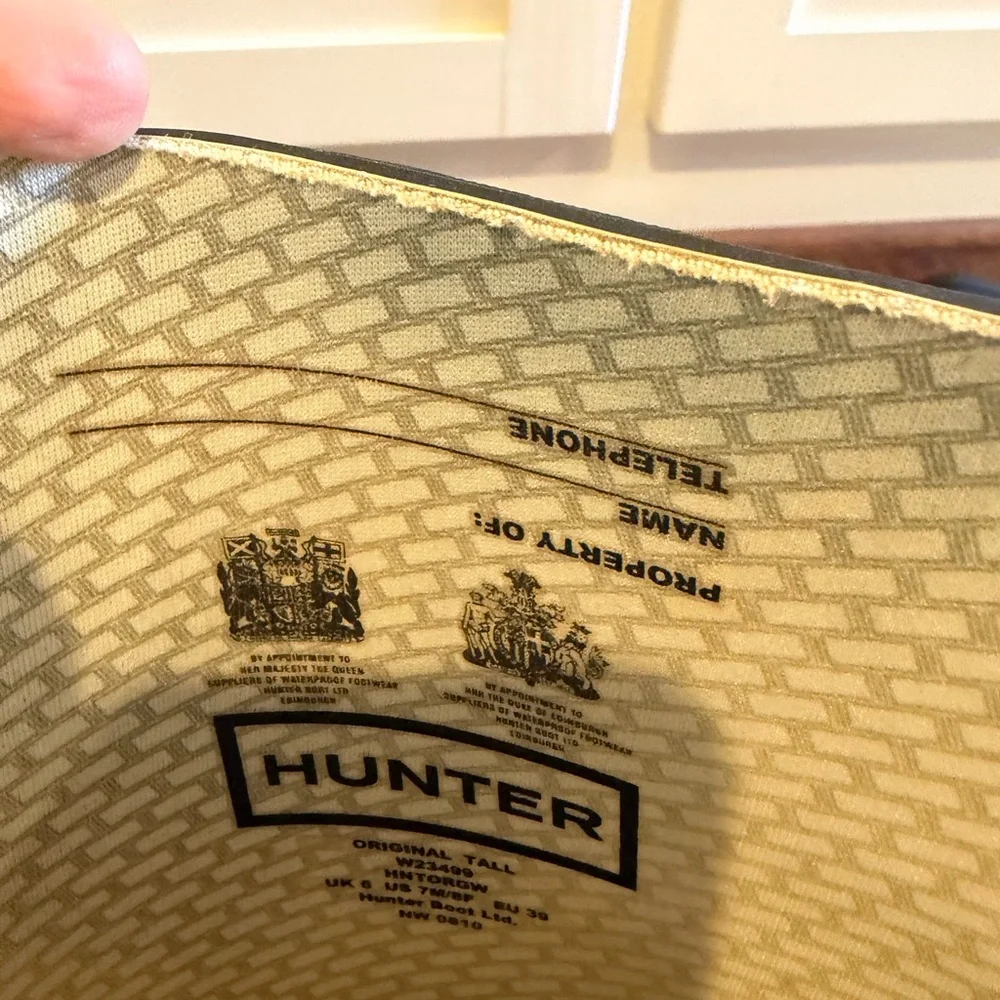 TELEPHONE
NAME
PROPERTY OF:
BY APPOINTMENT TO
HER MAJESTY THE QUEEN
SUPPLIERS OF WATERPROOF FOOTWEAR
HUNTER BOOT LTD
EDINBURGH
BY APPOINTMENT TO
HRH THE DUKE OF EDINBURGH
SUPPLIERS OF WATERPROOF FOOTWEAR
HUNTER BOOT LTD
EDINBURGH
HUNTER
ORIGINAL TALL
W23499
HNTORGW
UK 5 US 7M/8F EU 39
Hunter Boot Ltd.
NW 0810